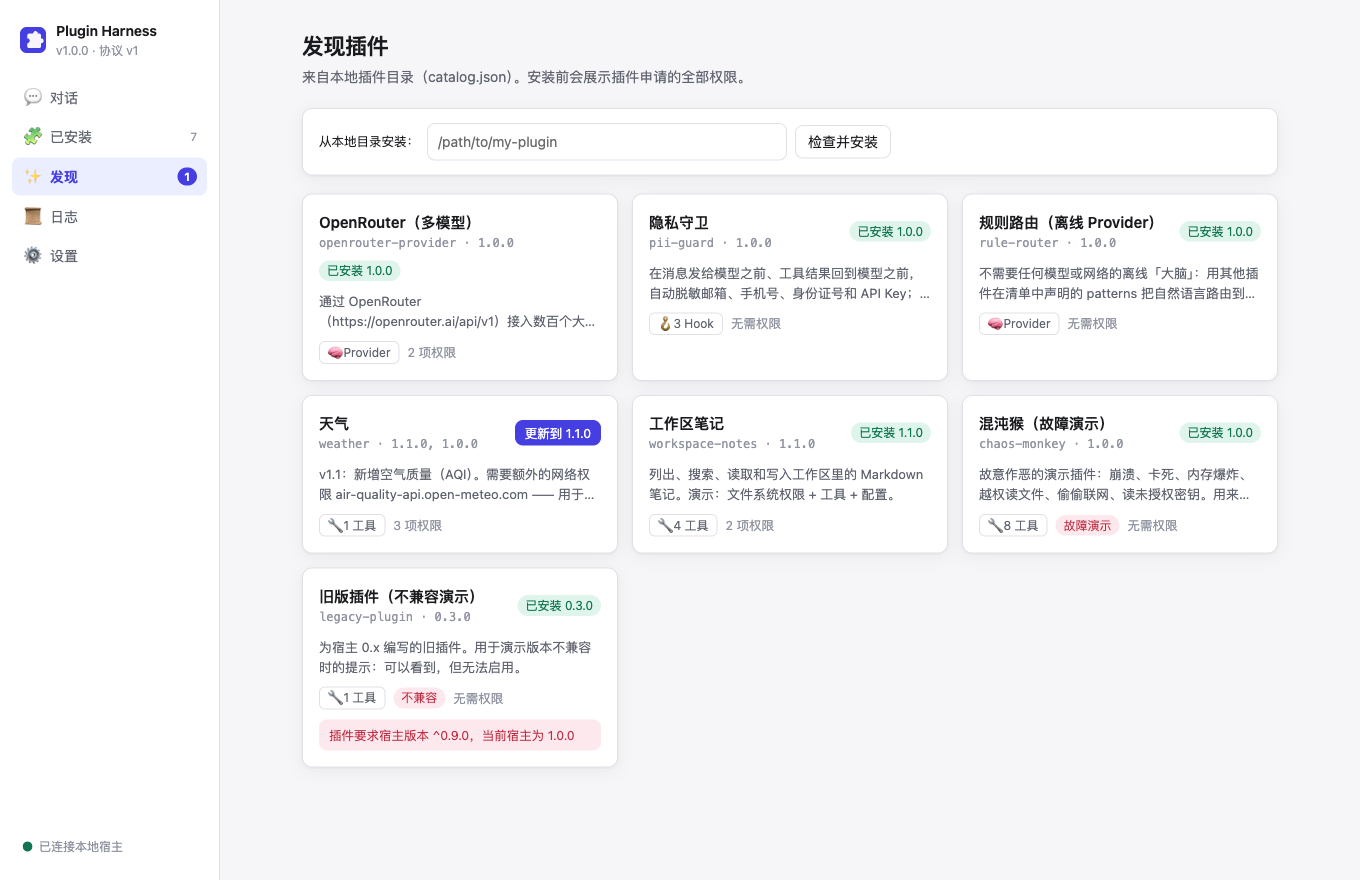 Plugin Harness
v1.0.0 · 协议 v1
对话
已安装 7
发现 1
日志
设置
已连接本地宿主
发现插件
来自本地插件目录（catalog.json）。安装前会展示插件申请的全部权限。
从本地目录安装： /path/to/my-plugin 检查并安装
OpenRouter（多模型）
openrouter-provider · 1.0.0
已安装 1.0.0
通过 OpenRouter
（https://openrouter.ai/api/v1）接入数百个大...
Provider 2 项权限
隐私守卫
pii-guard · 1.0.0
已安装 1.0.0
在消息发给模型之前、工具结果回到模型之前，
自动脱敏邮箱、手机号、身份证号和 API Key；...
3 Hook 无需权限
规则路由（离线 Provider）
rule-router · 1.0.0
已安装 1.0.0
不需要任何模型或网络的离线「大脑」：用其他插
件在清单中声明的 patterns 把自然语言路由到...
Provider 无需权限
天气
weather · 1.1.0, 1.0.0
更新到 1.1.0
v1.1：新增空气质量（AQI）。需要额外的网络权
限 air-quality-api.open-meteo.com —— 用于...
1 工具 3 项权限
工作区笔记
workspace-notes · 1.1.0
已安装 1.1.0
列出、搜索、读取和写入工作区里的 Markdown
笔记。演示：文件系统权限 + 工具 + 配置。
4 工具 2 项权限
混沌猴（故障演示）
chaos-monkey · 1.0.0
已安装 1.0.0
故意作恶的演示插件：崩溃、卡死、内存爆炸、
越权读文件、偷偷联网、读未授权密钥。用来...
8 工具 故障演示 无需权限
旧版插件（不兼容演示）
legacy-plugin · 0.3.0
已安装 0.3.0
为宿主 0.x 编写的旧插件。用于演示版本不兼容
时的提示：可以看到，但无法启用。
1 工具 不兼容 无需权限
插件要求宿主版本 ^0.9.0，当前宿主为 1.0.0